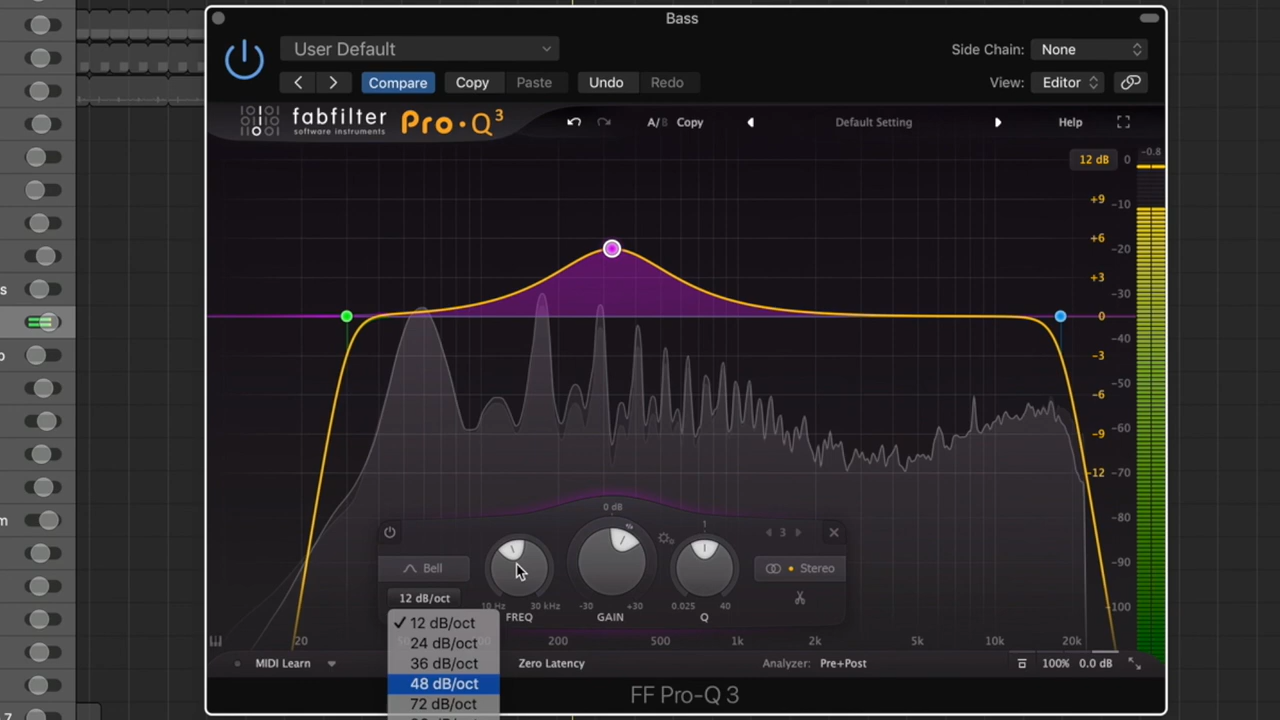 Bass
User Default
Side Chain: None
Compare Copy Paste Undo Redo
View: Editor
fabfilter
software instruments
Pro·Q³
A/B Copy
Default Setting
Help
12 dB 0 -0.8
+9 -10
+6 -20
+3 -30
0 -40
-3 -50
-6 -60
-9 -70
-12 -80
-90
-100
0 dB
1
3
Bell
Stereo
12 dB/oct
10 Hz 30 kHz
-30 +30
0.025 40
FREQ GAIN Q
✓ 12 dB/oct
24 dB/oct
36 dB/oct
48 dB/oct
72 dB/oct
20 200 500 1k 2k 5k 10k 20k
MIDI Learn
Zero Latency
Analyzer: Pre+Post
100% 0.0 dB
FF Pro-Q 3
s
m
7